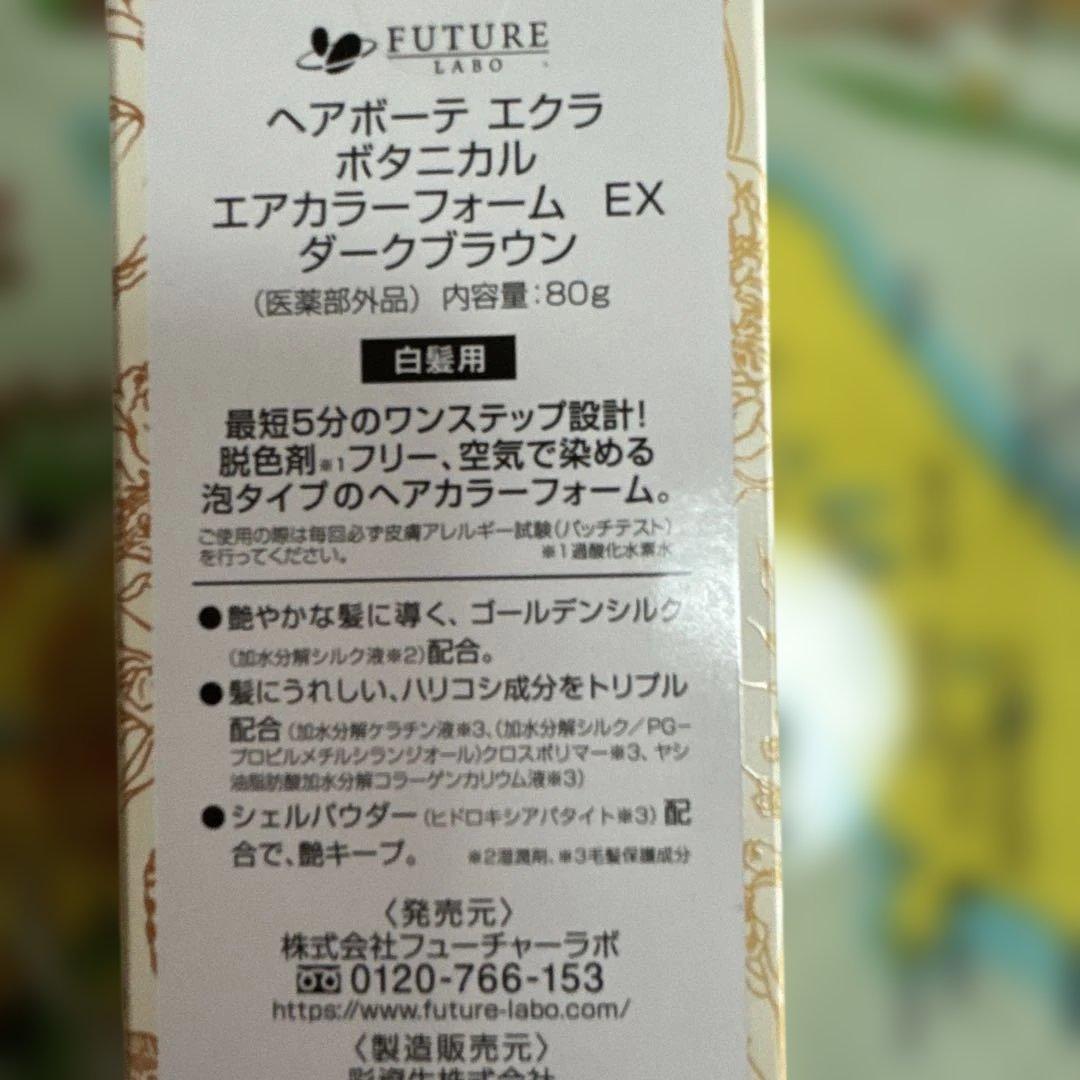 FUTURE
LABO
ヘアボーテ エクラ
ボタニカル
エアカラーフォーム EX
ダークブラウン
（医薬部外品） 内容量：80g
白髪用
最短5分のワンステップ設計！
脱色剤※1フリー、空気で染める
泡タイプのヘアカラーフォーム。
ご使用の際は毎回必ず皮膚アレルギー試験（パッチテスト）
を行ってください。 ※1過酸化水素水
●艶やかな髪に導く、ゴールデンシルク
（加水分解シルク液※2）配合。
●髪にうれしい、ハリコシ成分をトリプル
配合（加水分解ケラチン液※3、（加水分解シルク／PG－
プロピルメチルシランジオール）クロスポリマー※3、ヤシ
油脂肪酸加水分解コラーゲンカリウム液※3）
●シェルパウダー（ヒドロキシアパタイト※3）配
合で、艶キープ。 ※2湿潤剤、※3毛髪保護成分
〈発売元〉
株式会社フューチャーラボ
0120-766-153
https://www.future-labo.com/
〈製造販売元〉